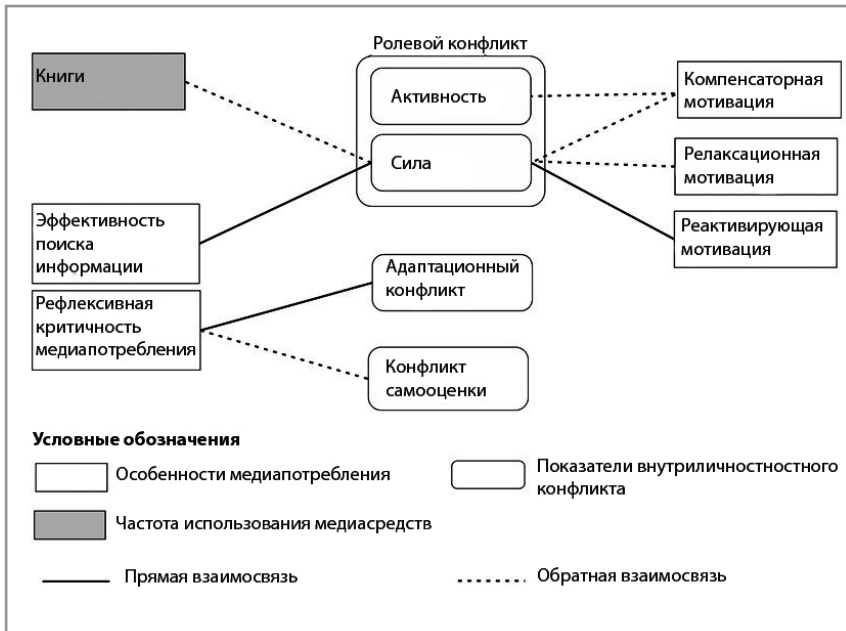 Ролевой конфликт
Книги
Активность
Компенсаторная
мотивация
Сила
Релаксационная
мотивация
Эффективность
поиска
информации
Реактивирующая
мотивация
Адаптационный
конфликт
Рефлексивная
критичность
медиапотребления
Конфликт
самооценки
Условные обозначения
Особенности медиапотребления
Показатели внутриличностностного
конфликта
Частота использования медиасредств
Прямая взаимосвязь
Обратная взаимосвязь